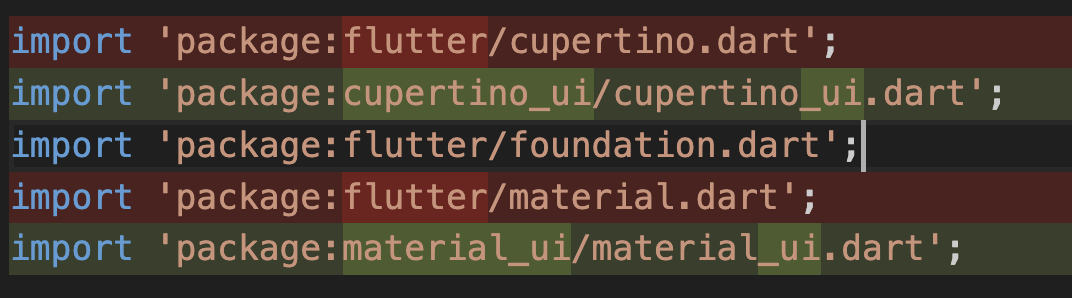 import 'package:flutter/cupertino.dart';
import 'package:cupertino_ui/cupertino_ui.dart';
import 'package:flutter/foundation.dart';
import 'package:flutter/material.dart';
import 'package:material_ui/material_ui.dart';